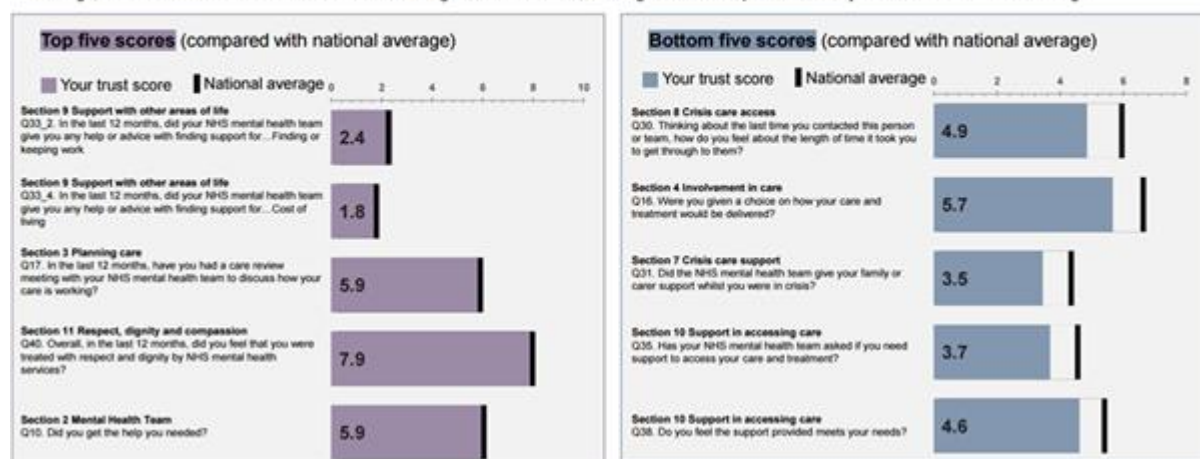 Top five scores (compared with national average)
Your trust score National average 0 2 4 6 8 10
Section 9 Support with other areas of life
Q33_2. In the last 12 months, did your NHS mental health team
give you any help or advice with finding support for...Finding or
keeping work
2.4
Section 9 Support with other areas of life
Q33_4. In the last 12 months, did your NHS mental health team
give you any help or advice with finding support for...Cost of
living
1.8
Section 3 Planning care
Q17. In the last 12 months, have you had a care review
meeting with your NHS mental health team to discuss how your
care is working?
5.9
Section 11 Respect, dignity and compassion
Q40. Overall, in the last 12 months, did you feel that you were
treated with respect and dignity by NHS mental health
services?
7.9
Section 2 Mental Health Team
Q10. Did you get the help you needed?
5.9
Bottom five scores (compared with national average)
Your trust score National average 0 2 4 6 8
Section 8 Crisis care access
Q30. Thinking about the last time you contacted this person
or team, how do you feel about the length of time it took you
to get through to them?
4.9
Section 4 Involvement in care
Q16. Were you given a choice on how your care and
treatment would be delivered?
5.7
Section 7 Crisis care support
Q31. Did the NHS mental health team give your family or
carer support whilst you were in crisis?
3.5
Section 10 Support in accessing care
Q35. Has your NHS mental health team asked if you need
support to access your care and treatment?
3.7
Section 10 Support in accessing care
Q38. Do you feel the support provided meets your needs?
4.6